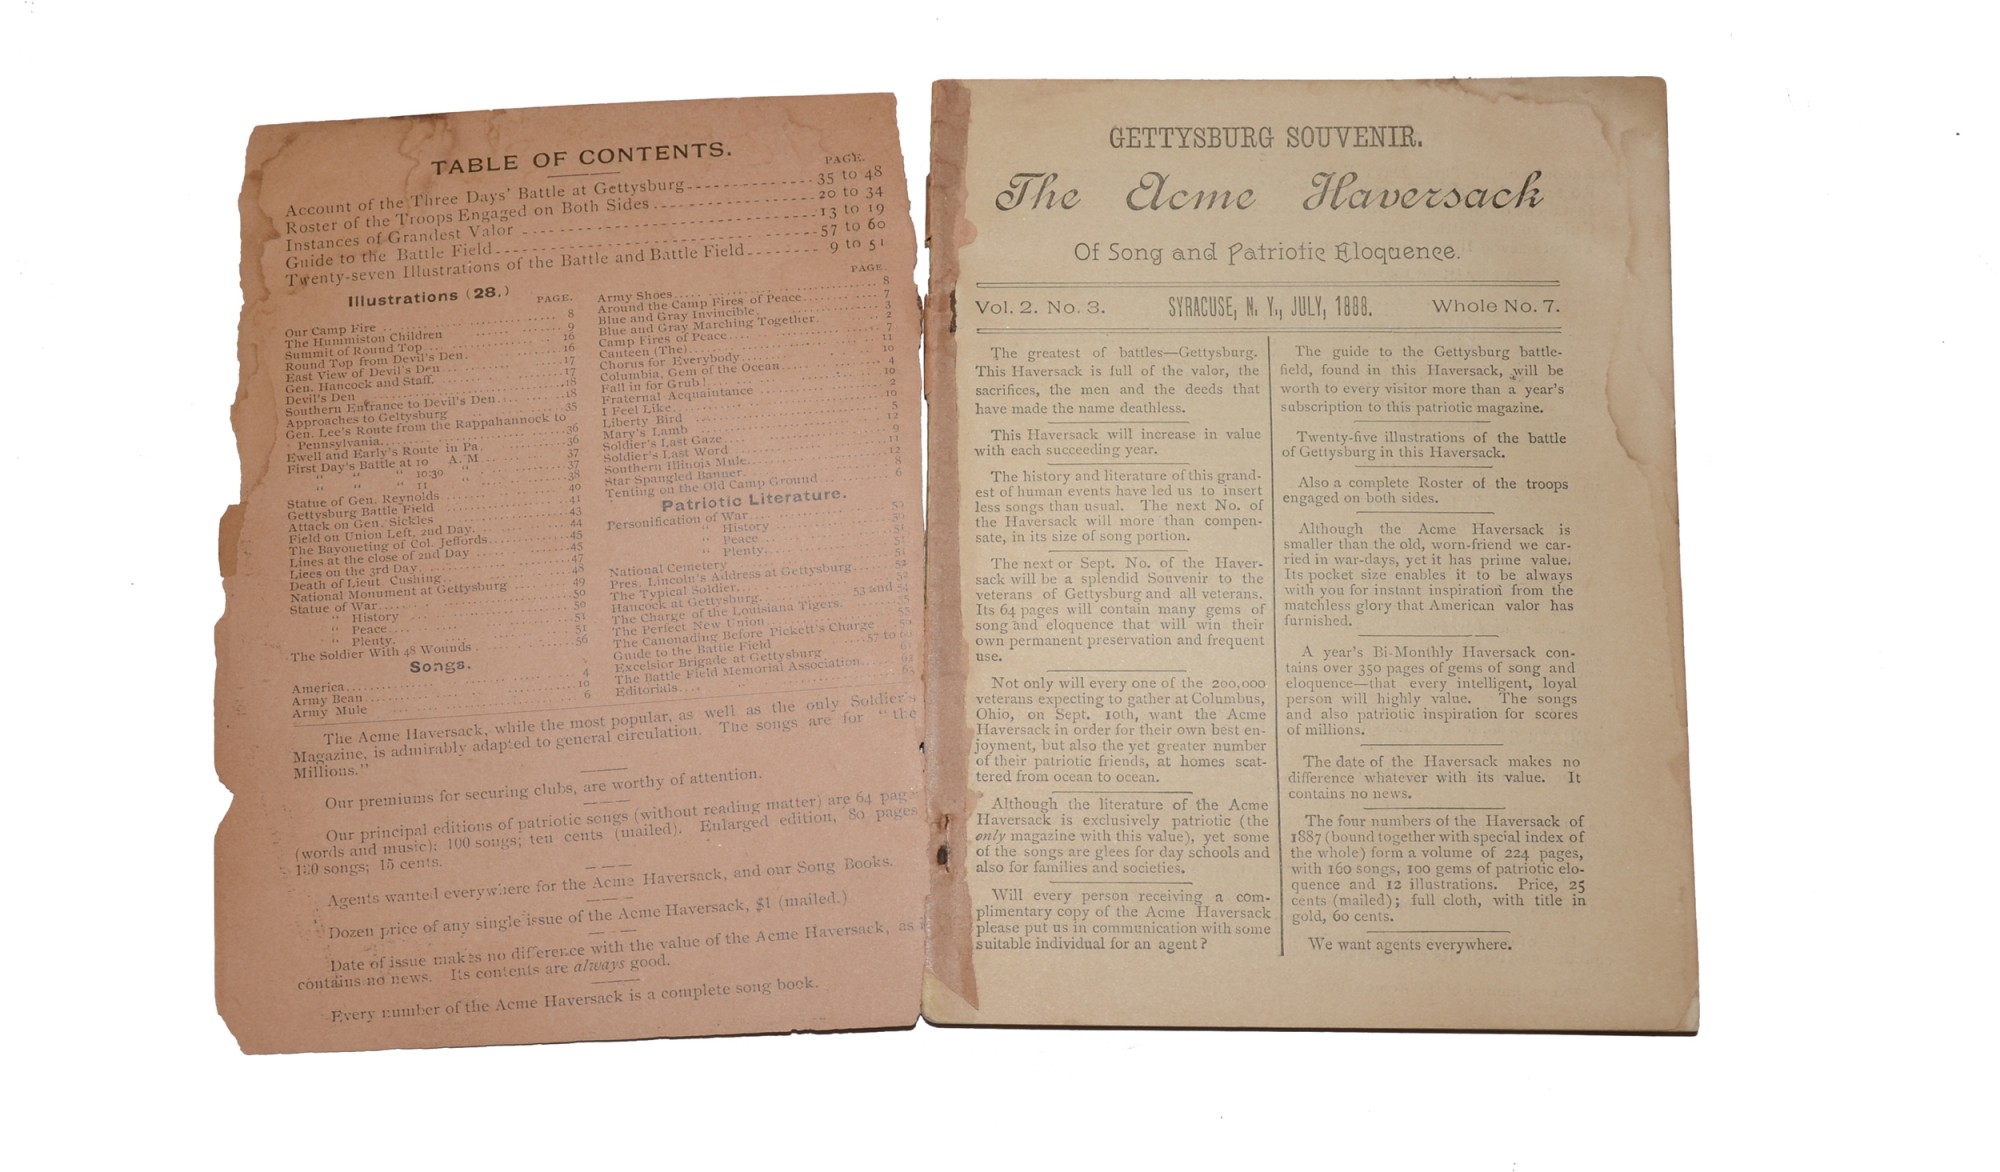 TABLE OF CONTENTS.
PAGE.
Account of the Three Days' Battle at Gettysburg 35 to 48
Roster of the Troops Engaged on Both Sides 20 to 34
Instances of Grandest Valor 13 to 19
Guide to the Battle Field 57 to 60
Twenty-seven Illustrations of the Battle and Battle Field 9 to 51
Illustrations (28.) PAGE.
Our Camp Fire 8
The Hummiston Children 9
Summit of Round Top 16
Round Top from Devil's Den 16
East View of Devil's Den 17
Gen. Hancock and Staff 17
Devil's Den 18
Southern Entrance to Devil's Den 18
Approaches to Gettysburg 35
Gen. Lee's Route from the Rappahannock to
Pennsylvania 36
Ewell and Early's Route in Pa. 36
First Day's Battle at 10 A. M 37
" " " 10:30 " 37
" " " 11 " 38
Statue of Gen. Reynolds 40
Gettysburg Battle Field 41
Attack on Gen. Sickles 43
Field on Union Left, 2nd Day. 44
The Bayoneting of Col. Jeffords 45
Lines at the close of 2nd Day 45
Lices on the 3rd Day 47
Death of Lieut. Cushing 48
National Monument at Gettysburg 49
Statue of War 50
" History 50
" Peace 51
" Plenty 51
The Soldier With 48 Wounds 56
Songs.
America 4
Army Bean 10
Army Mule 6
PAGE.
Army Shoes 8
Around the Camp Fires of Peace 7
Blue and Gray Invincible 3
Blue and Gray Marching Together 2
Camp Fires of Peace 7
Canteen (The) 11
Chorus for Everybody 10
Columbia, Gem of the Ocean 4
Fall in for Grub! 10
Fraternal Acquaintance 2
I Feel Like 10
Liberty Bird 5
Mary's Lamb 12
Soldier's Last Gaze 9
Soldier's Last Word 11
Southern Illinois Mule 12
Star Spangled Banner 8
Tenting on the Old Camp Ground 6
Patriotic Literature.
Personification of War
" History
" Peace 51
" Plenty 51
National Cemetery
Pres. Lincoln's Address at Gettysburg 52
The Typical Soldier 52
Hancock at Gettysburg 53 and 54
The Charge of the Louisiana Tigers
The Perfect New Union
The Canonading Before Pickett's Charge
Guide to the Battle Field 57 to
Excelsior Brigade at Gettysburg
The Battle Field Memorial Association
Editorials 63
The Acme Haversack, while the most popular, as well as the only Soldier's
Magazine, is admirably adapted to general circulation. The songs are for "the
Millions."
Our premiums for securing clubs, are worthy of attention.
Our principal editions of patriotic songs (without reading matter) are 64 pages
(words and music): 100 songs; ten cents (mailed). Enlarged edition, 80 pages
130 songs; 15 cents.
Agents wanted everywhere for the Acme Haversack, and our Song Books.
Dozen price of any single issue of the Acme Haversack, $1 (mailed.)
Date of issue makes no difference with the value of the Acme Haversack, as i
contains no news. Its contents are always good.
Every number of the Acme Haversack is a complete song book.
GETTYSBURG SOUVENIR.
The Acme Haversack
Of Song and Patriotic Eloquence.
Vol. 2. No. 3. SYRACUSE, N. Y., JULY, 1888. Whole No. 7.
The greatest of battles—Gettysburg.
This Haversack is full of the valor, the
sacrifices, the men and the deeds that
have made the name deathless.
This Haversack will increase in value
with each succeeding year.
The history and literature of this grand-
est of human events have led us to insert
less songs than usual. The next No. of
the Haversack will more than compen-
sate, in its size of song portion.
The next or Sept. No. of the Haver-
sack will be a splendid Souvenir to the
veterans of Gettysburg and all veterans.
Its 64 pages will contain many gems of
song and eloquence that will win their
own permanent preservation and frequent
use.
Not only will every one of the 200,000
veterans expecting to gather at Columbus,
Ohio, on Sept. 10th, want the Acme
Haversack in order for their own best en-
joyment, but also the yet greater number
of their patriotic friends, at homes scat-
tered from ocean to ocean.
Although the literature of the Acme
Haversack is exclusively patriotic (the
only magazine with this value), yet some
of the songs are glees for day schools and
also for families and societies.
Will every person receiving a com-
plimentary copy of the Acme Haversack
please put us in communication with some
suitable individual for an agent?
The guide to the Gettysburg battle-
field, found in this Haversack, will be
worth to every visitor more than a year's
subscription to this patriotic magazine.
Twenty-five illustrations of the battle
of Gettysburg in this Haversack.
Also a complete Roster of the troops
engaged on both sides.
Although the Acme Haversack is
smaller than the old, worn-friend we car-
ried in war-days, yet it has prime value.
Its pocket size enables it to be always
with you for instant inspiration from the
matchless glory that American valor has
furnished.
A year's Bi-Monthly Haversack con-
tains over 350 pages of gems of song and
eloquence—that every intelligent, loyal
person will highly value. The songs
and also patriotic inspiration for scores
of millions.
The date of the Haversack makes no
difference whatever with its value. It
contains no news.
The four numbers of the Haversack of
1887 (bound together with special index of
the whole) form a volume of 224 pages,
with 160 songs, 100 gems of patriotic elo-
quence and 12 illustrations. Price, 25
cents (mailed); full cloth, with title in
gold, 60 cents.
We want agents everywhere.